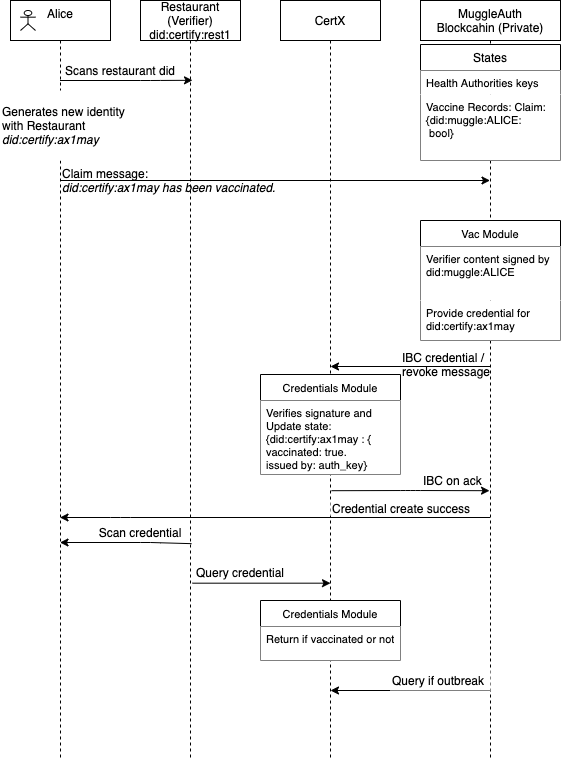 Alice
Restaurant
(Verifier)
did:certify:rest1
CertX
MuggleAuth
Blockcahin (Private)
States
Health Authorities keys
Vaccine Records: Claim:
{did:muggle:ALICE:
bool}
Scans restaurant did
Generates new identity
with Restaurant
did:certify:ax1may
Claim message:
did:certify:ax1may has been vaccinated.
Vac Module
Verifier content signed by
did:muggle:ALICE
Provide credential for
did:certify:ax1may
IBC credential /
revoke message
Credentials Module
Verifies signature and
Update state:
{did:certify:ax1may : {
vaccinated: true.
issued by: auth_key}
IBC on ack
Credential create success
Scan credential
Query credential
Credentials Module
Return if vaccinated or not
Query if outbreak